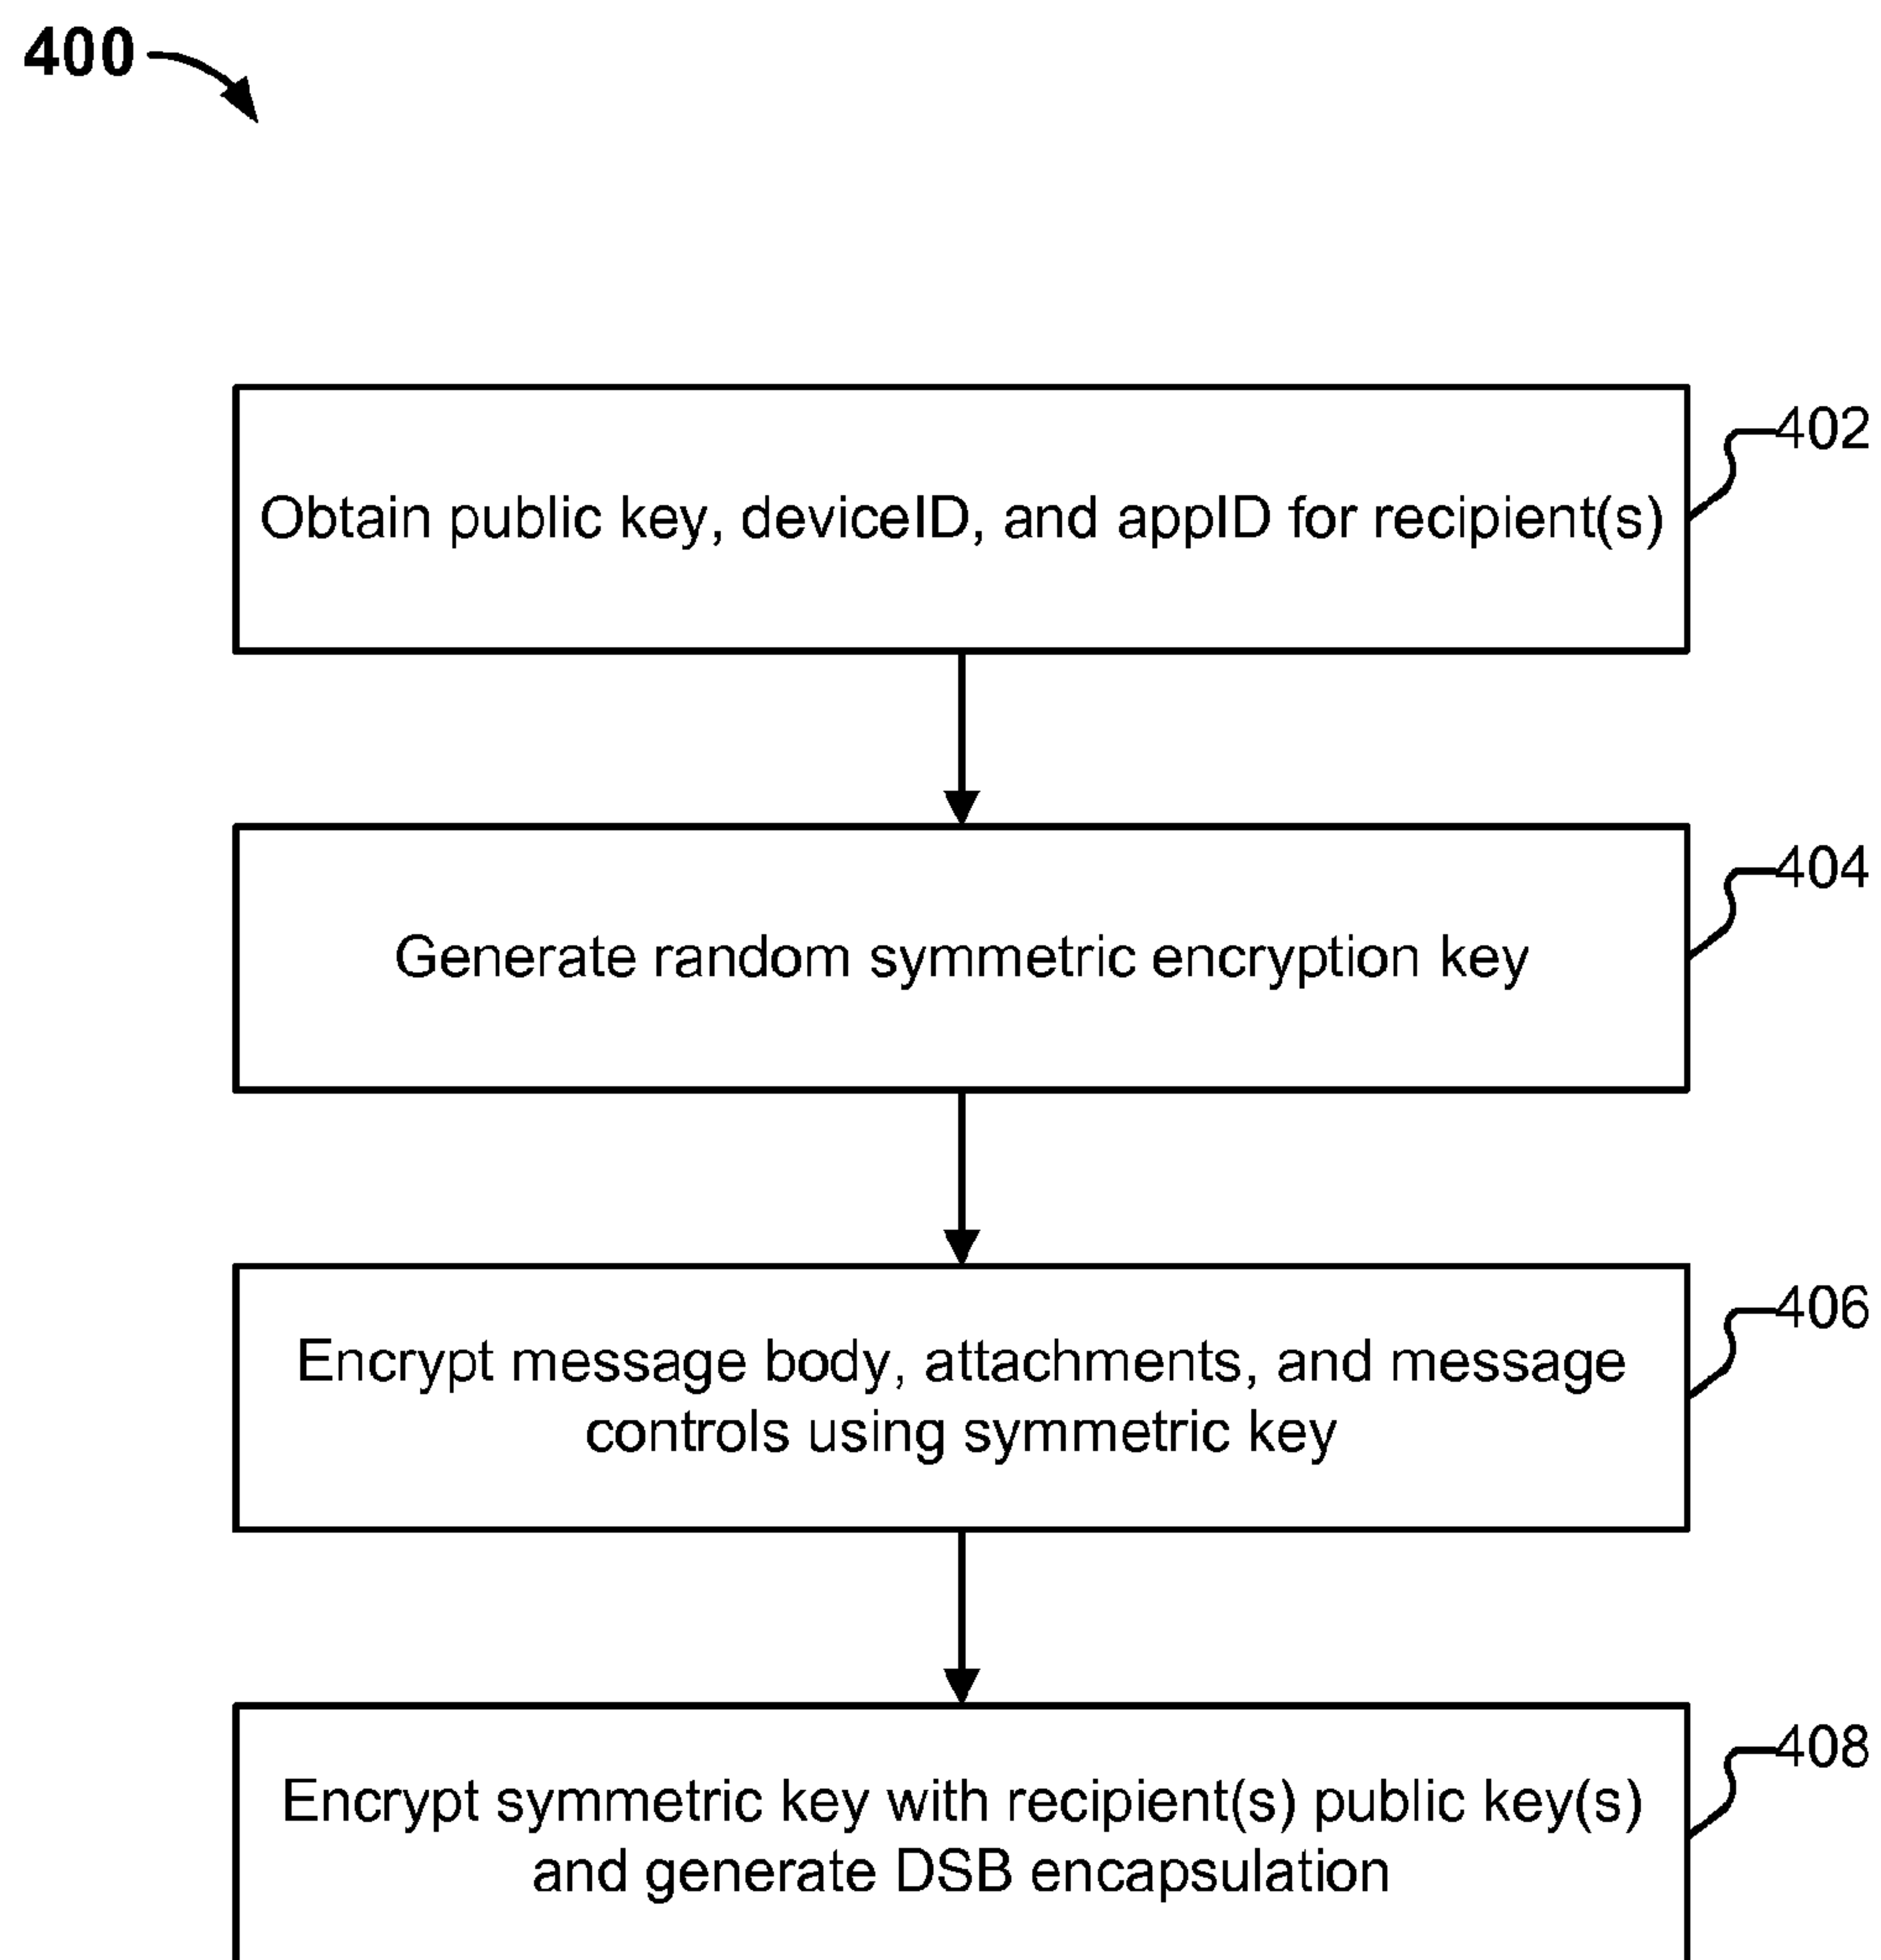 400
402
Obtain public key, deviceID, and appID for recipient(s)
404
Generate random symmetric encryption key
406
Encrypt message body, attachments, and message
controls using symmetric key
408
Encrypt symmetric key with recipient(s) public key(s)
and generate DSB encapsulation